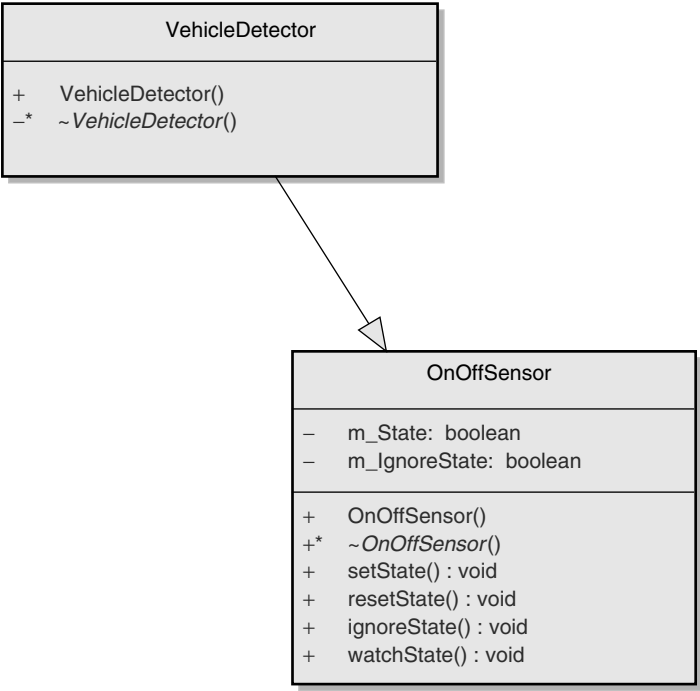 VehicleDetector
+ VehicleDetector()
–* ~VehicleDetector()
OnOffSensor
– m_State: boolean
– m_IgnoreState: boolean
+ OnOffSensor()
+* ~OnOffSensor()
+ setState() : void
+ resetState() : void
+ ignoreState() : void
+ watchState() : void